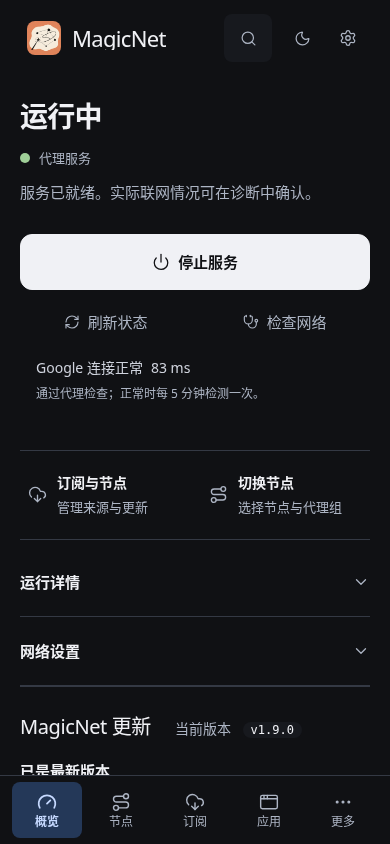 MagicNet
运行中
代理服务
服务已就绪。实际联网情况可在诊断中确认。
停止服务
刷新状态
检查网络
Google 连接正常 83 ms
通过代理检查；正常时每 5 分钟检测一次。
订阅与节点
管理来源与更新
切换节点
选择节点与代理组
运行详情
网络设置
MagicNet 更新 当前版本 v1.9.0
已是最新版本
概览 节点 订阅 应用 更多